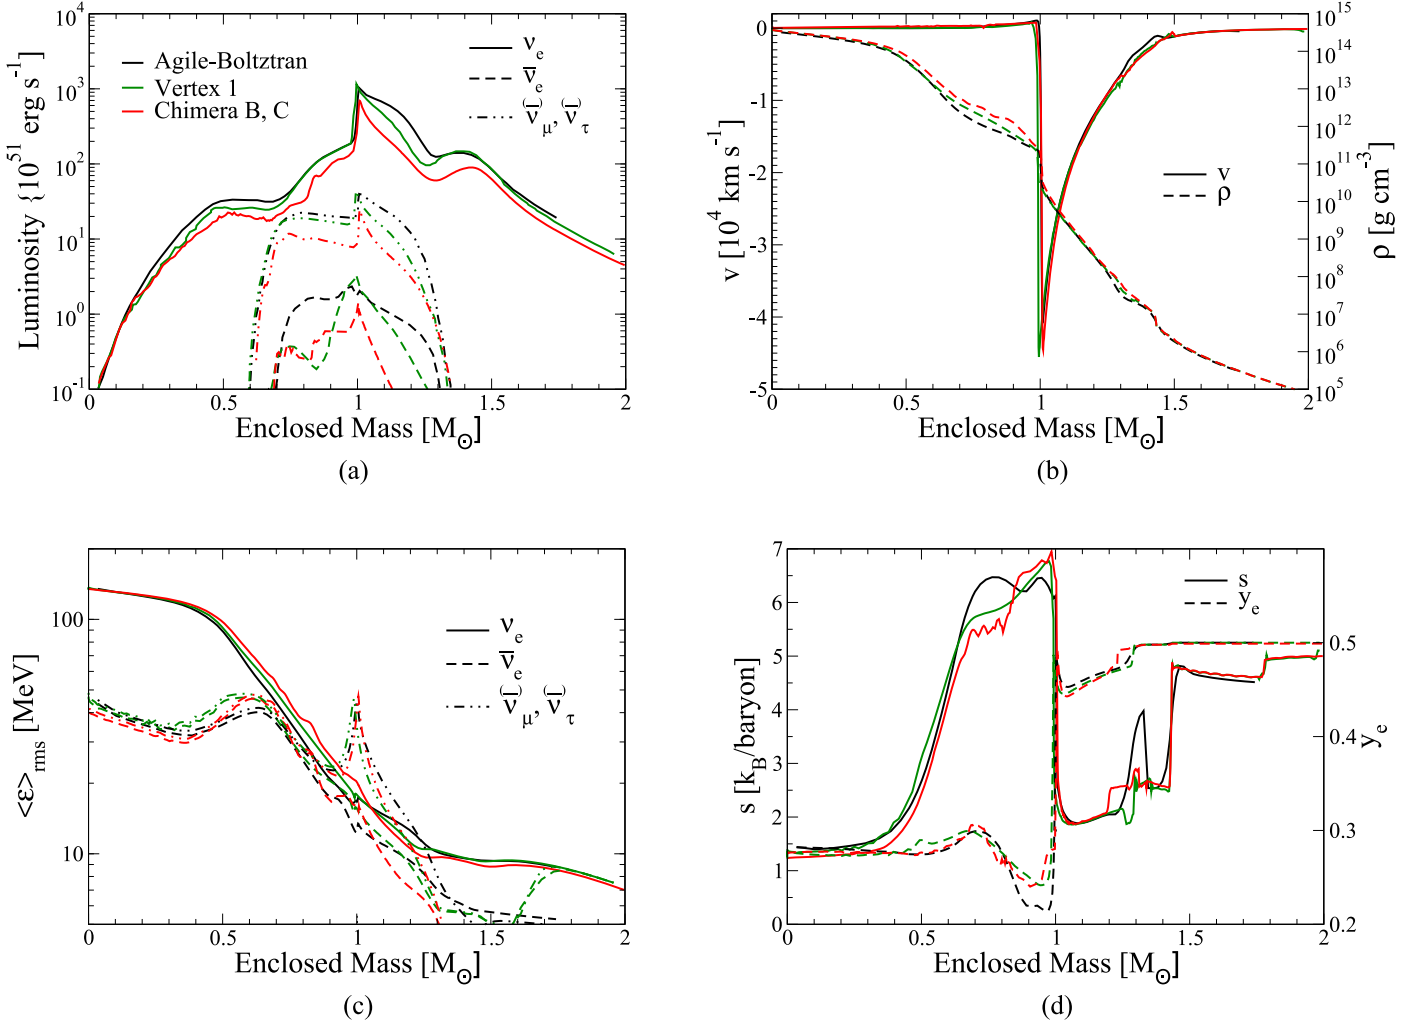 10^4
10^3
10^2
10^1
10^0
10^-1
Luminosity {10^51 erg s^-1}
Agile-Boltztran
Vertex 1
Chimera B, C
ν_e
ν̅_e
(ν̅)_μ, (ν̅)_τ
0 0.5 1 1.5 2
Enclosed Mass [M_⊙]
(a)
0
-1
-2
-3
-4
-5
v [10^4 km s^-1]
v
ρ
10^15
10^14
10^13
10^12
10^11
10^10
10^9
10^8
10^7
10^6
10^5
ρ [g cm^-3]
0 0.5 1 1.5 2
Enclosed Mass [M_⊙]
(b)
100
10
<ε>_rms [MeV]
ν_e
ν̅_e
(ν̅)_μ, (ν̅)_τ
0 0.5 1 1.5 2
Enclosed Mass [M_⊙]
(c)
7
6
5
4
3
2
1
0
s [k_B/baryon]
s
y_e
0.5
0.4
0.3
0.2
y_e
0 0.5 1 1.5 2
Enclosed Mass [M_⊙]
(d)